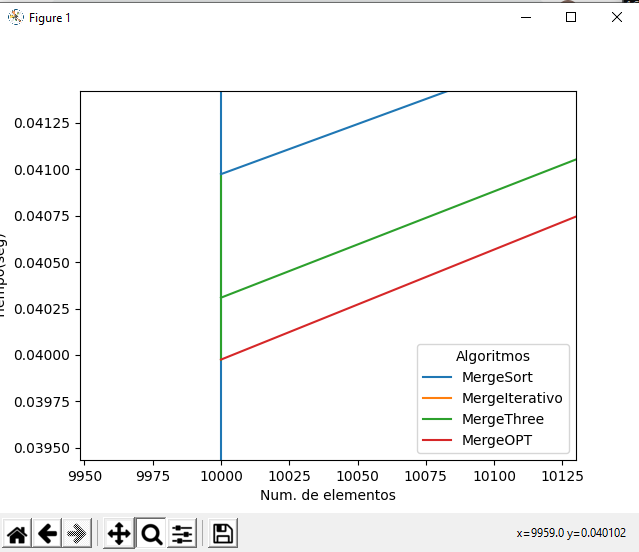 Figure 1
0.04125
0.04100
0.04075
0.04050
0.04025
0.04000
0.03975
0.03950
9950 9975 10000 10025 10050 10075 10100 10125
Num. de elementos
Algoritmos
MergeSort
MergeIterativo
MergeThree
MergeOPT
x=9959.0 y=0.040102